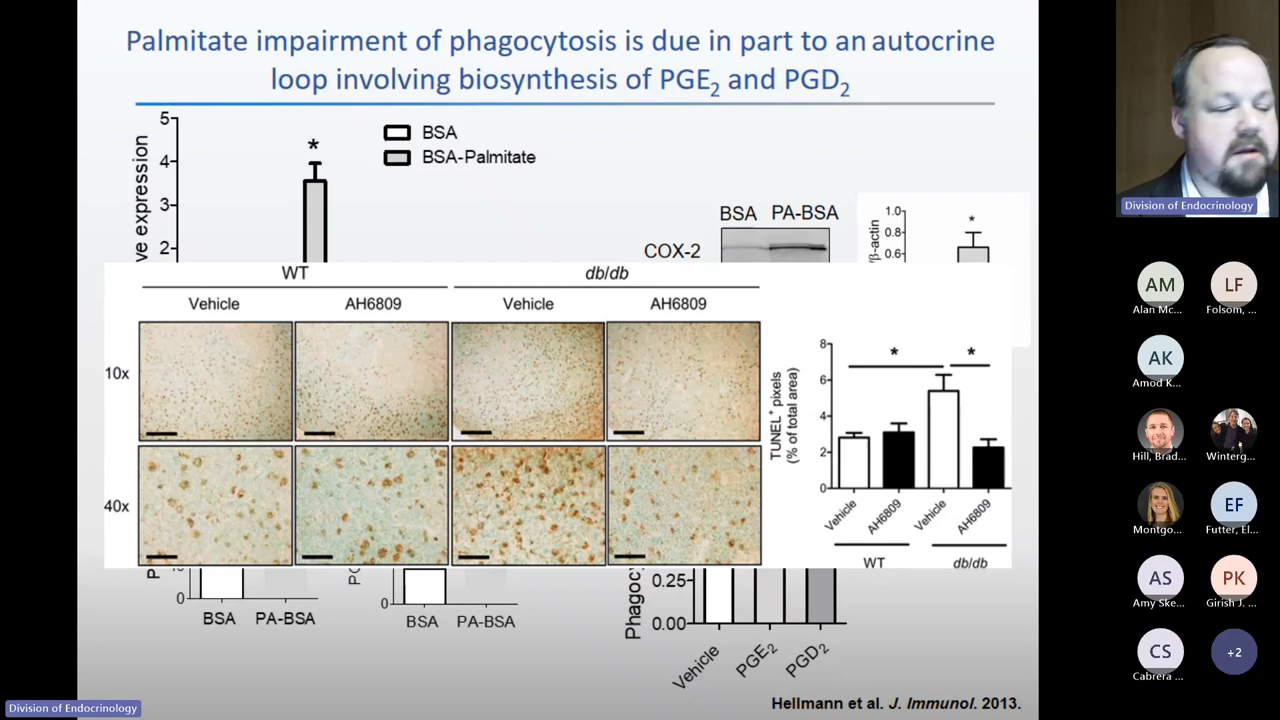 Palmitate impairment of phagocytosis is due in part to an autocrine
loop involving biosynthesis of PGE2 and PGD2
5
4
3
2
ve expression
*
BSA
BSA-Palmitate
BSA PA-BSA
COX-2
/β-actin
1.0
0.8
0.6
*
WT db/db
Vehicle AH6809 Vehicle AH6809
10x
40x
TUNEL+ pixels
(% of total area)
8
6
4
2
0
* *
Vehicle AH6809 Vehicle AH6809
WT db/db
0
BSA PA-BSA
0
BSA PA-BSA
Phagocy
0.25
0.00
Vehicle PGE2 PGD2
Hellmann et al. J. Immunol. 2013.
Division of Endocrinology
Division of Endocrinology
AM LF
Alan Mc... Folsom, ...
AK
Amod K...
Hill, Brad... Winterg...
EF
Montgo... Futter, El...
AS PK
Amy Ske... Girish J. ...
CS +2
Cabrera ...